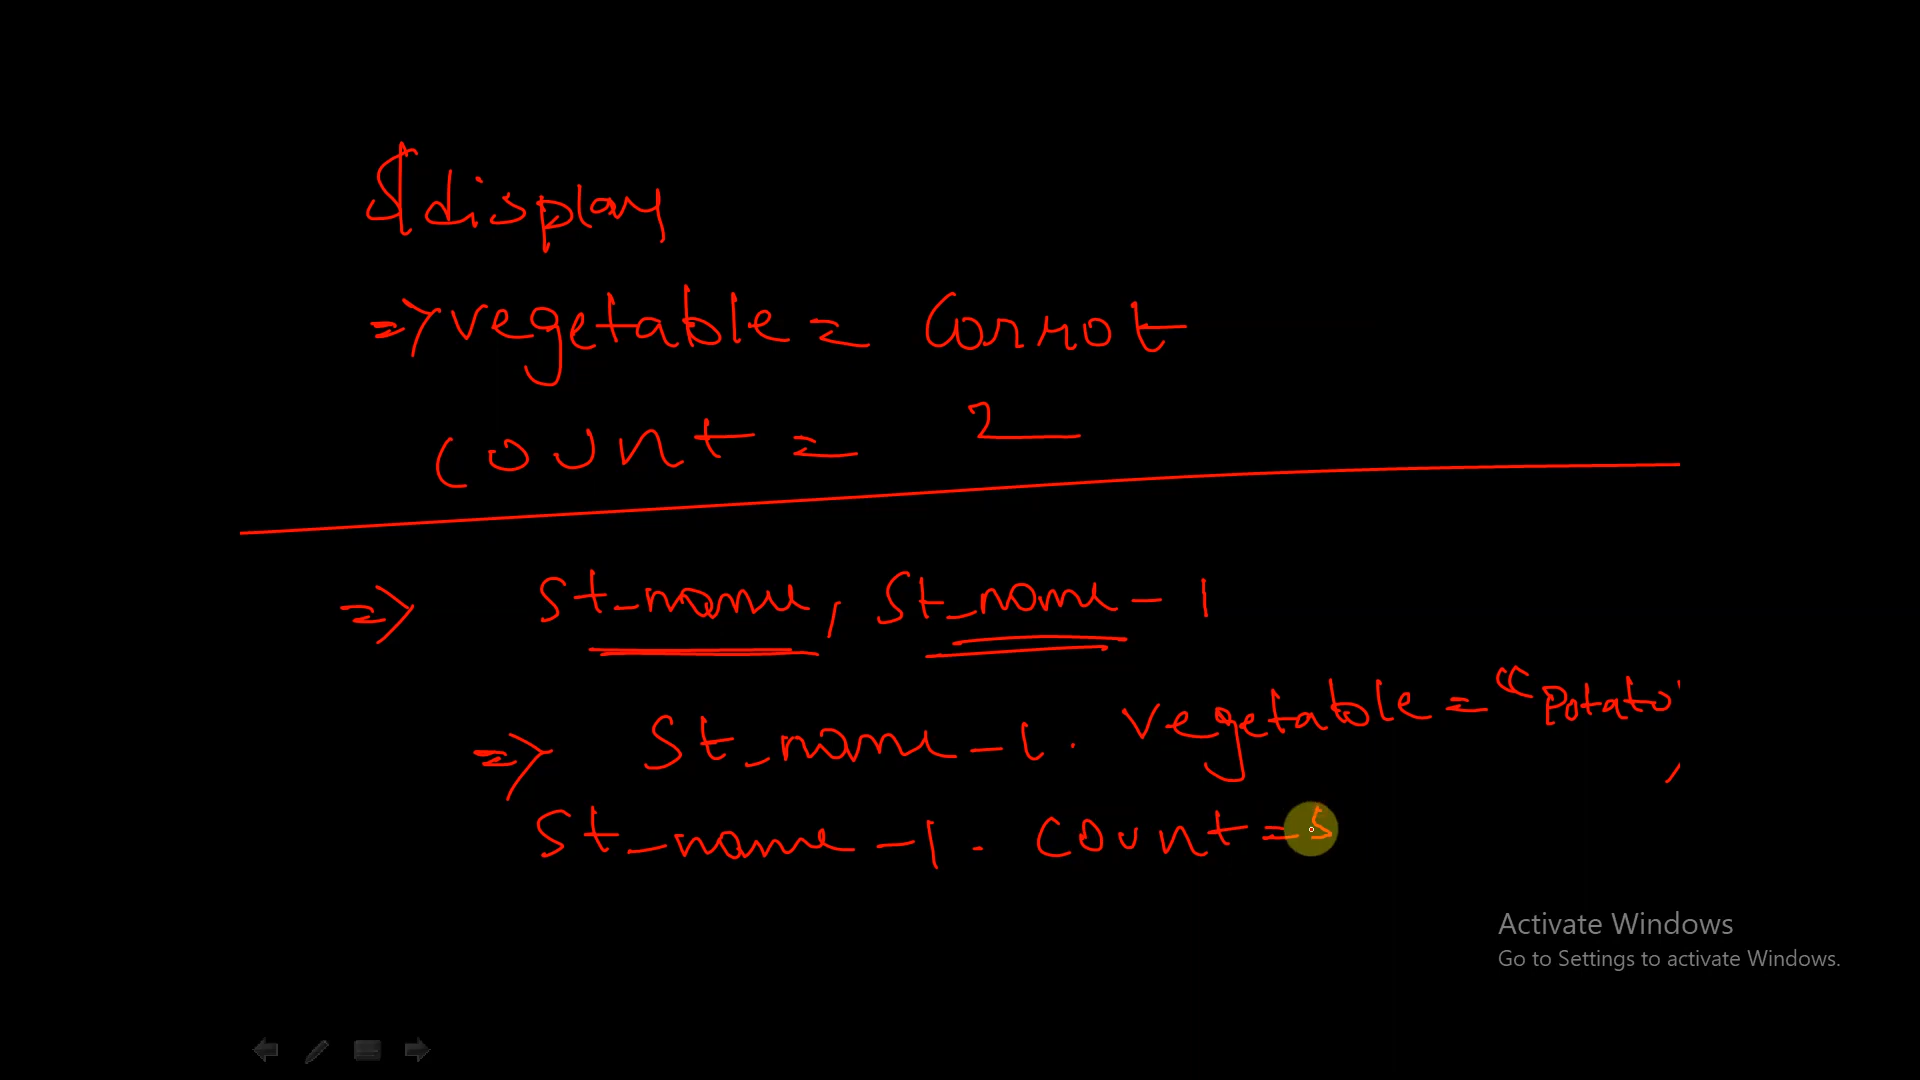 $display
=> vegetable = Carrot
count = 2
=> st_name, st_name-1
=> st_name-1. vegetable = "Potato"
st_name-1. count = 5
Activate Windows
Go to Settings to activate Windows.